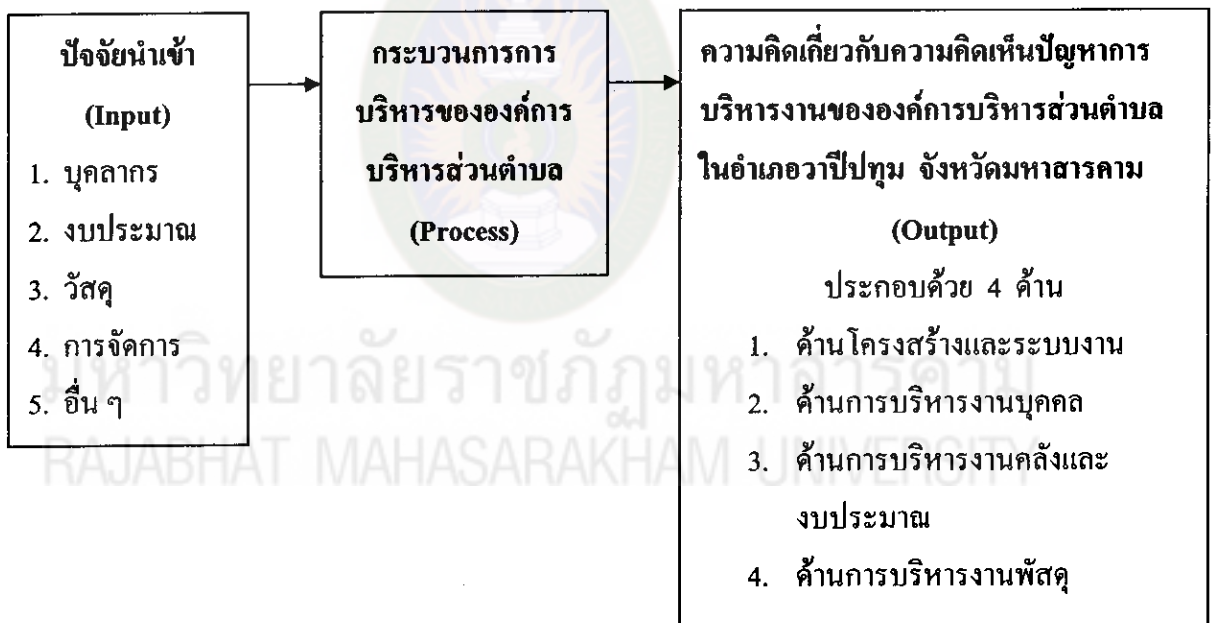 ปัจจัยนำเข้า
(Input)
1. บุคลากร
2. งบประมาณ
3. วัสดุ
4. การจัดการ
5. อื่น ๆ
กระบวนการการ
บริหารขององค์การ
บริหารส่วนตำบล
(Process)
ความคิดเกี่ยวกับความคิดเห็นปัญหาการ
บริหารงานขององค์การบริหารส่วนตำบล
ในอำเภอวาปีปทุม จังหวัดมหาสารคาม
(Output)
ประกอบด้วย 4 ด้าน
1. ด้านโครงสร้างและระบบงาน
2. ด้านการบริหารงานบุคคล
3. ด้านการบริหารงานคลังและ
งบประมาณ
4. ด้านการบริหารงานพัสดุ
มหาวิทยาลัยราชภัฏมหาสารคาม
RAJABHAT MAHASARAKHAM UNIVERSITY